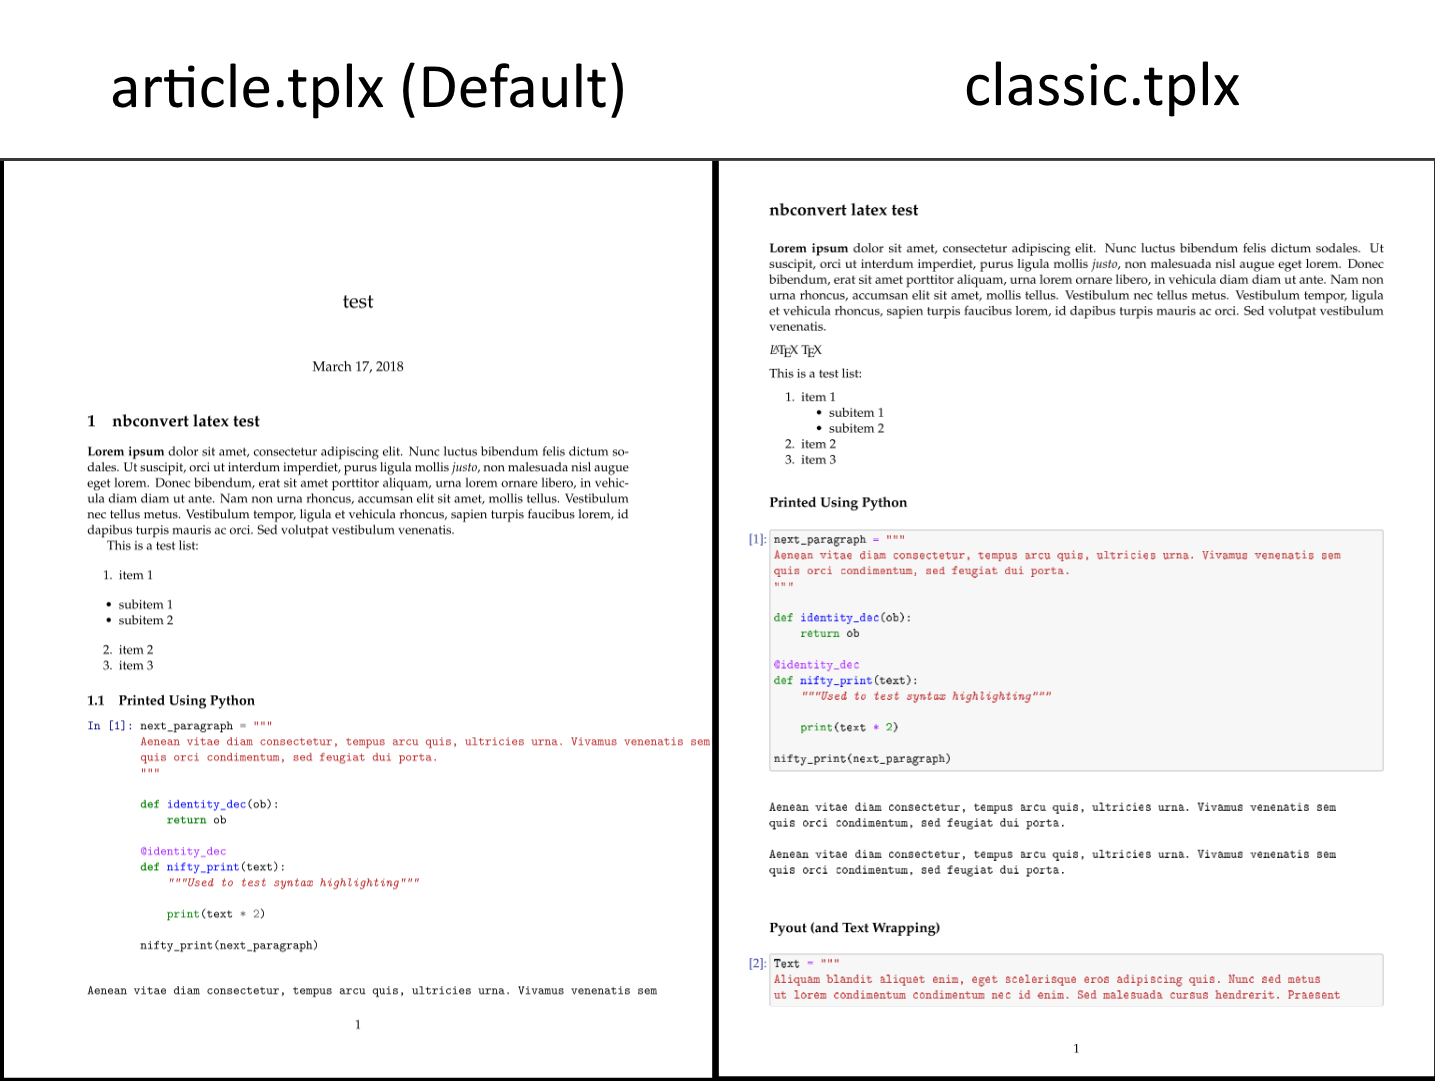 article.tplx (Default)
classic.tplx
test
March 17, 2018
1 nbconvert latex test
Lorem ipsum dolor sit amet, consectetur adipiscing elit. Nunc luctus bibendum felis dictum so-
dales. Ut suscipit, orci ut interdum imperdiet, purus ligula mollis justo, non malesuada nisl augue
eget lorem. Donec bibendum, erat sit amet porttitor aliquam, urna lorem ornare libero, in vehic-
ula diam diam ut ante. Nam non urna rhoncus, accumsan elit sit amet, mollis tellus. Vestibulum
nec tellus metus. Vestibulum tempor, ligula et vehicula rhoncus, sapien turpis faucibus lorem, id
dapibus turpis mauris ac orci. Sed volutpat vestibulum venenatis.
This is a test list:
1. item 1
• subitem 1
• subitem 2
2. item 2
3. item 3
1.1 Printed Using Python
In [1]: next_paragraph = """
Aenean vitae diam consectetur, tempus arcu quis, ultricies urna. Vivamus venenatis sem
quis orci condimentum, sed feugiat dui porta.
"""
def identity_dec(ob):
return ob
@identity_dec
def nifty_print(text):
"""Used to test syntax highlighting"""
print(text * 2)
nifty_print(next_paragraph)
Aenean vitae diam consectetur, tempus arcu quis, ultricies urna. Vivamus venenatis sem
1
nbconvert latex test
Lorem ipsum dolor sit amet, consectetur adipiscing elit. Nunc luctus bibendum felis dictum sodales. Ut
suscipit, orci ut interdum imperdiet, purus ligula mollis justo, non malesuada nisl augue eget lorem. Donec
bibendum, erat sit amet porttitor aliquam, urna lorem ornare libero, in vehicula diam diam ut ante. Nam non
urna rhoncus, accumsan elit sit amet, mollis tellus. Vestibulum nec tellus metus. Vestibulum tempor, ligula
et vehicula rhoncus, sapien turpis faucibus lorem, id dapibus turpis mauris ac orci. Sed volutpat vestibulum
venenatis.
LATEX TEX
This is a test list:
1. item 1
• subitem 1
• subitem 2
2. item 2
3. item 3
Printed Using Python
[1]: next_paragraph = """
Aenean vitae diam consectetur, tempus arcu quis, ultricies urna. Vivamus venenatis sem
quis orci condimentum, sed feugiat dui porta.
"""
def identity_dec(ob):
return ob
@identity_dec
def nifty_print(text):
"""Used to test syntax highlighting"""
print(text * 2)
nifty_print(next_paragraph)
Aenean vitae diam consectetur, tempus arcu quis, ultricies urna. Vivamus venenatis sem
quis orci condimentum, sed feugiat dui porta.
Aenean vitae diam consectetur, tempus arcu quis, ultricies urna. Vivamus venenatis sem
quis orci condimentum, sed feugiat dui porta.
Pyout (and Text Wrapping)
[2]: Text = """
Aliquam blandit aliquet enim, eget scelerisque eros adipiscing quis. Nunc sed metus
ut lorem condimentum condimentum nec id enim. Sed malesuada cursus hendrerit. Praesent
1